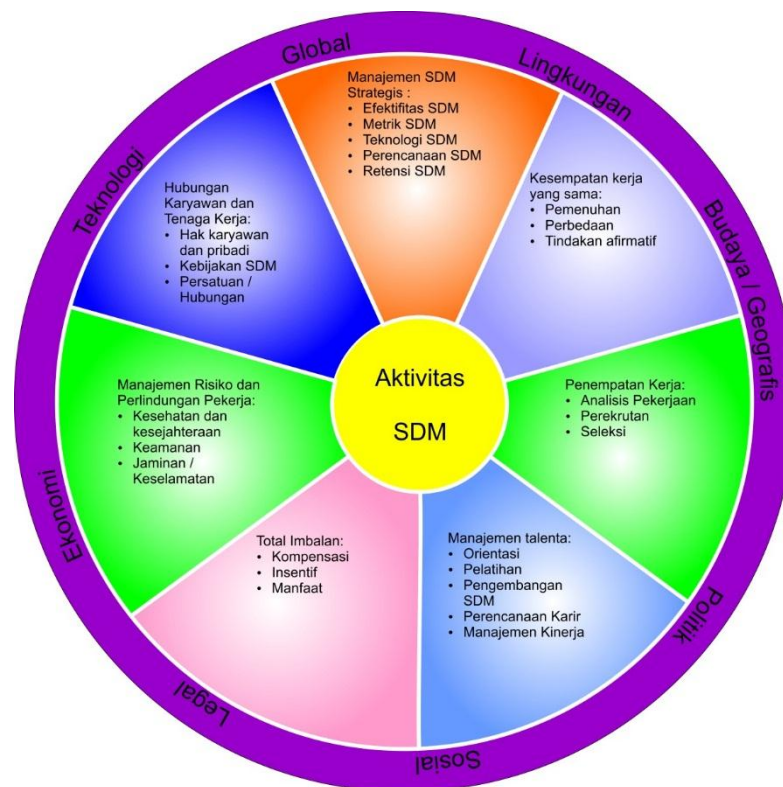 Global
Lingkungan
Budaya / Geografis
Politik
Sosial
Legal
Ekonomi
Teknologi
Manajemen SDM
Strategis :
• Efektifitas SDM
• Metrik SDM
• Teknologi SDM
• Perencanaan SDM
• Retensi SDM
Kesempatan kerja
yang sama:
• Pemenuhan
• Perbedaan
• Tindakan afirmatif
Penempatan Kerja:
• Analisis Pekerjaan
• Perekrutan
• Seleksi
Manajemen talenta:
• Orientasi
• Pelatihan
• Pengembangan
SDM
• Perencanaan Karir
• Manajemen Kinerja
Total Imbalan:
• Kompensasi
• Insentif
• Manfaat
Manajemen Risiko dan
Perlindungan Pekerja:
• Kesehatan dan
kesejahteraan
• Keamanan
• Jaminan /
Keselamatan
Hubungan
Karyawan dan
Tenaga Kerja:
• Hak karyawan
dan pribadi
• Kebijakan SDM
• Persatuan /
Hubungan
Aktivitas
SDM